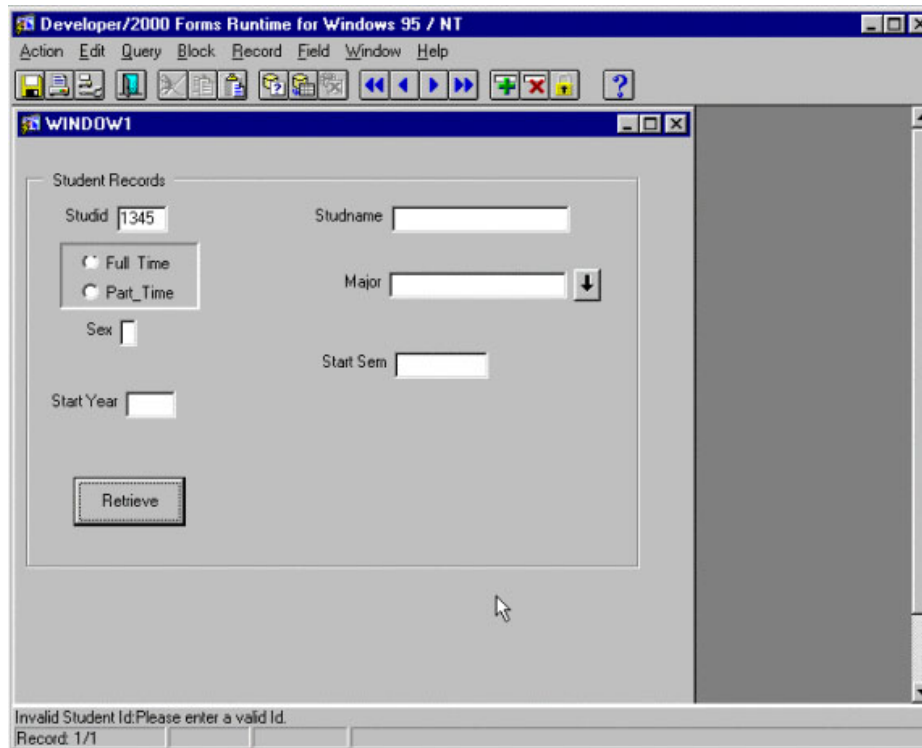 Developer/2000 Forms Runtime for Windows 95 / NT
Action Edit Query Block Record Field Window Help
WINDOW1
Student Records
Studid 1345 Studname
Full Time
Major
Part_Time
Sex
Start Sem
Start Year
Retrieve
Invalid Student Id:Please enter a valid Id.
Record: 1/1